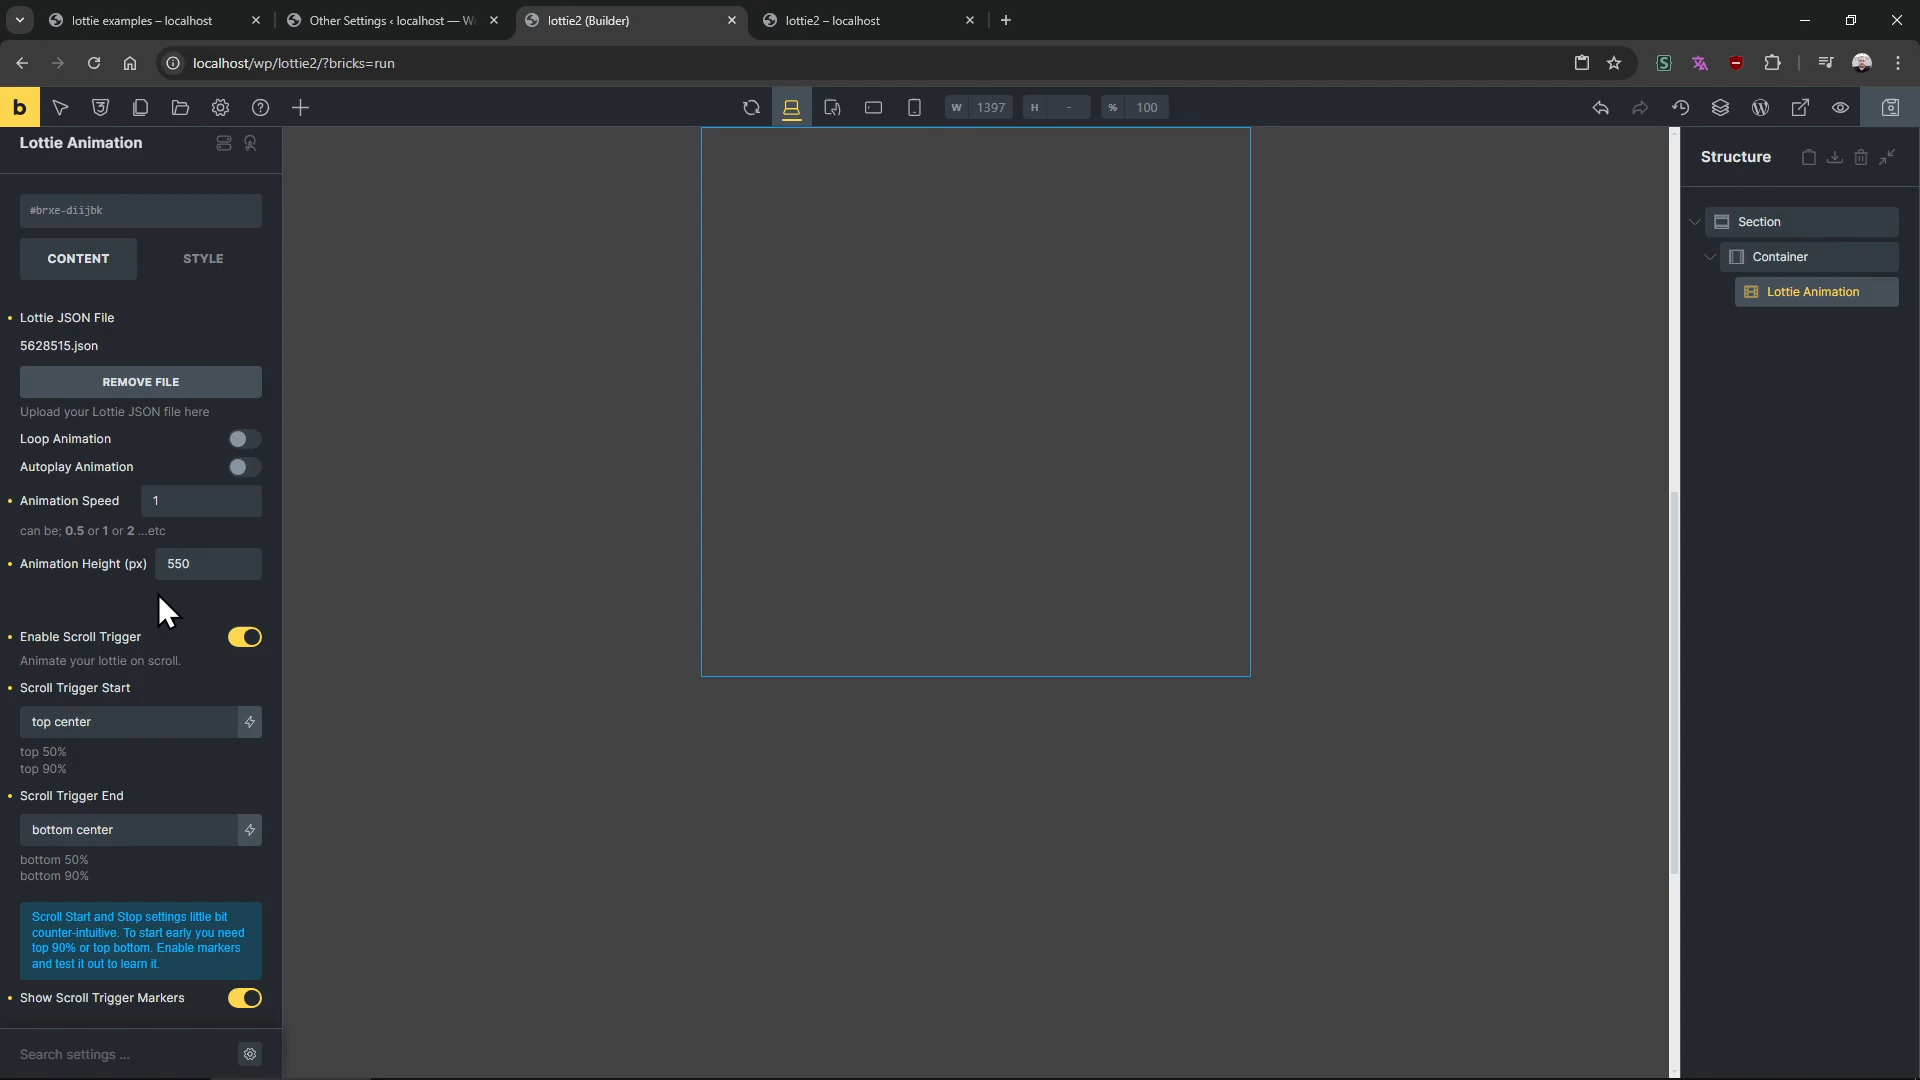 lottie examples – localhost
Other Settings ‹ localhost — W
lottie2 (Builder)
lottie2 – localhost
localhost/wp/lottie2/?bricks=run
b
W 1397
H -
% 100
Lottie Animation
#brxe-diijbk
CONTENT
STYLE
Lottie JSON File
5628515.json
REMOVE FILE
Upload your Lottie JSON file here
Loop Animation
Autoplay Animation
Animation Speed 1
can be; 0.5 or 1 or 2 ...etc
Animation Height (px) 550
Enable Scroll Trigger
Animate your lottie on scroll.
Scroll Trigger Start
top center
top 50%
top 90%
Scroll Trigger End
bottom center
bottom 50%
bottom 90%
Scroll Start and Stop settings little bit
counter-intuitive. To start early you need
top 90% or top bottom. Enable markers
and test it out to learn it.
Show Scroll Trigger Markers
Search settings ...
Structure
Section
Container
Lottie Animation